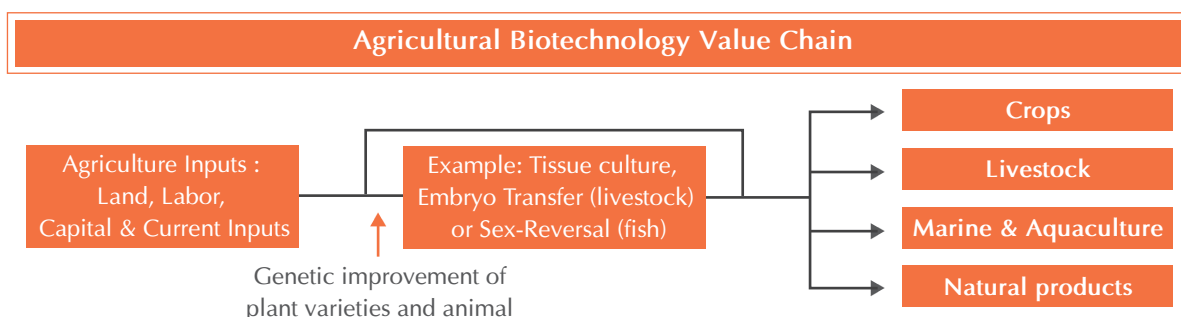 Agricultural Biotechnology Value Chain
Agriculture Inputs :
Land, Labor,
Capital & Current Inputs
Example: Tissue culture,
Embryo Transfer (livestock)
or Sex-Reversal (fish)
Genetic improvement of
plant varieties and animal
Crops
Livestock
Marine & Aquaculture
Natural products